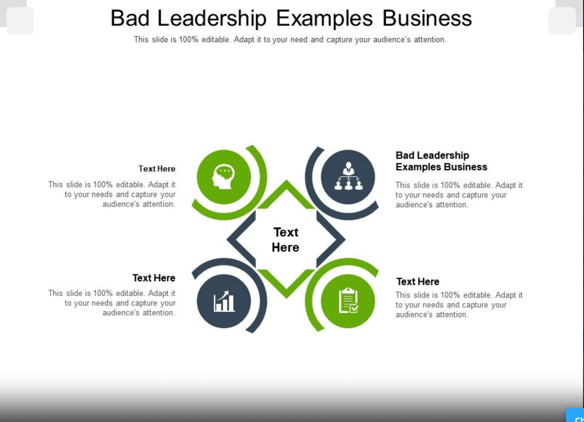 Bad Leadership Examples Business
This slide is 100% editable. Adapt it to your need and capture your audience's attention.
Text Here
This slide is 100% editable. Adapt it
to your needs and capture your
audience's attention.
Bad Leadership
Examples Business
This slide is 100% editable. Adapt it
to your needs and capture your
audience's attention.
Text
Here
Text Here
This slide is 100% editable. Adapt it
to your needs and capture your
audience's attention.
Text Here
This slide is 100% editable. Adapt it
to your needs and capture your
audience's attention.